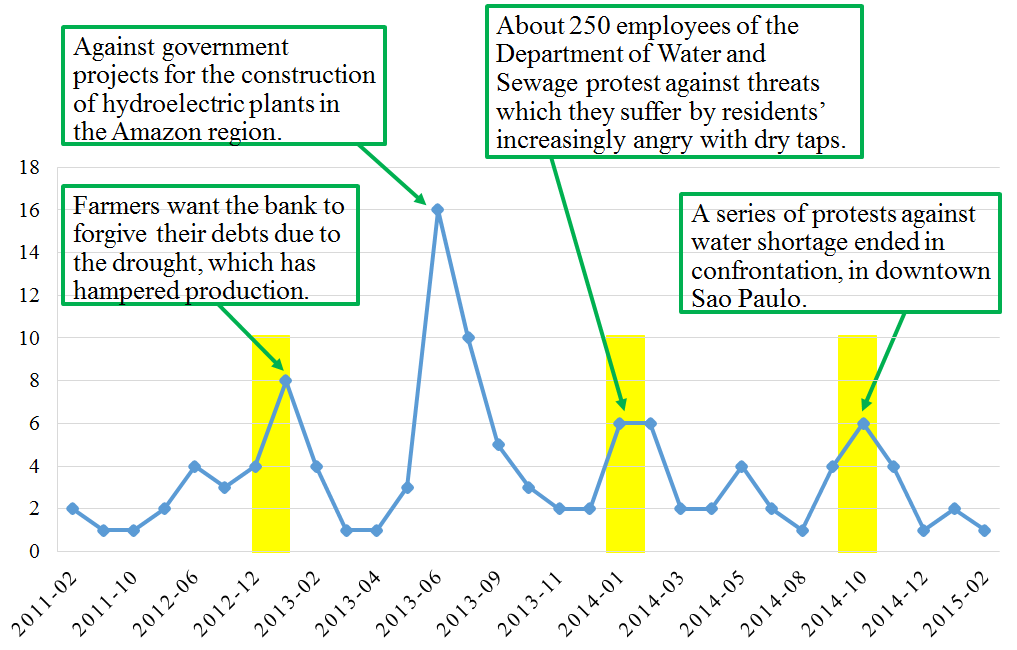 Against government
projects for the construction
of hydroelectric plants in
the Amazon region.
About 250 employees of the
Department of Water and
Sewage protest against threats
which they suffer by residents’
increasingly angry with dry taps.
Farmers want the bank to
forgive their debts due to
the drought, which has
hampered production.
A series of protests against
water shortage ended in
confrontation, in downtown
Sao Paulo.
18
16
14
12
10
8
6
4
2
0
2011-02
2011-10
2012-06
2012-12
2013-02
2013-04
2013-06
2013-09
2013-11
2014-01
2014-03
2014-05
2014-08
2014-10
2014-12
2015-02